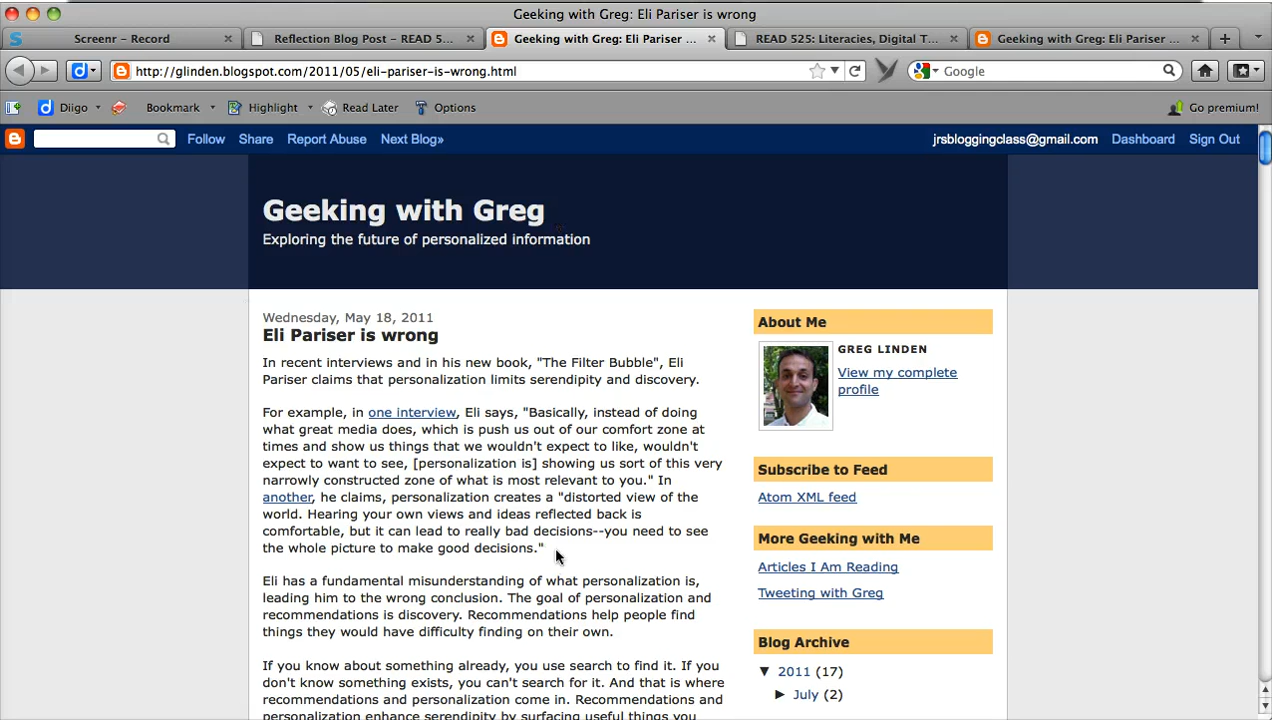 Geeking with Greg: Eli Pariser is wrong
Screenr - Record
Reflection Blog Post – READ 5...
Geeking with Greg: Eli Pariser ...
READ 525: Literacies, Digital T...
Geeking with Greg: Eli Pariser ...
http://glinden.blogspot.com/2011/05/eli-pariser-is-wrong.html
Google
Diigo
Bookmark
Highlight
Read Later
Options
Go premium!
Follow
Share
Report Abuse
Next Blog»
jrsbloggingclass@gmail.com
Dashboard
Sign Out
Geeking with Greg
Exploring the future of personalized information
Wednesday, May 18, 2011
Eli Pariser is wrong
In recent interviews and in his new book, "The Filter Bubble", Eli
Pariser claims that personalization limits serendipity and discovery.
For example, in one interview, Eli says, "Basically, instead of doing
what great media does, which is push us out of our comfort zone at
times and show us things that we wouldn't expect to like, wouldn't
expect to want to see, [personalization is] showing us sort of this very
narrowly constructed zone of what is most relevant to you." In
another, he claims, personalization creates a "distorted view of the
world. Hearing your own views and ideas reflected back is
comfortable, but it can lead to really bad decisions--you need to see
the whole picture to make good decisions."
Eli has a fundamental misunderstanding of what personalization is,
leading him to the wrong conclusion. The goal of personalization and
recommendations is discovery. Recommendations help people find
things they would have difficulty finding on their own.
If you know about something already, you use search to find it. If you
don't know something exists, you can't search for it. And that is where
recommendations and personalization come in. Recommendations and
personalization enhance serendipity by surfacing useful things you
About Me
GREG LINDEN
View my complete
profile
Subscribe to Feed
Atom XML feed
More Geeking with Me
Articles I Am Reading
Tweeting with Greg
Blog Archive
▼ 2011 (17)
► July (2)